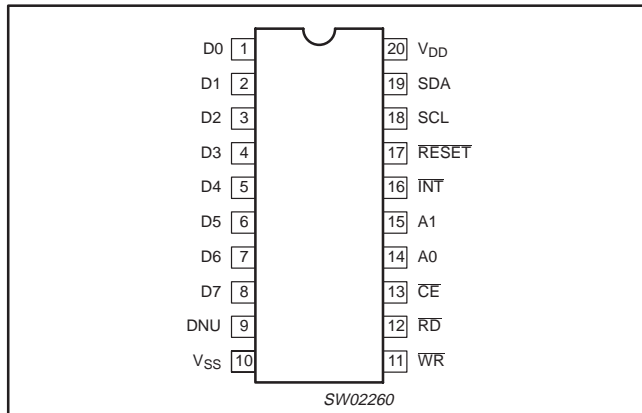 D0 1 20 VDD
D1 2 19 SDA
D2 3 18 SCL
D3 4 17 RESET
D4 5 16 INT
D5 6 15 A1
D6 7 14 A0
D7 8 13 CE
DNU 9 12 RD
VSS 10 11 WR
SW02260